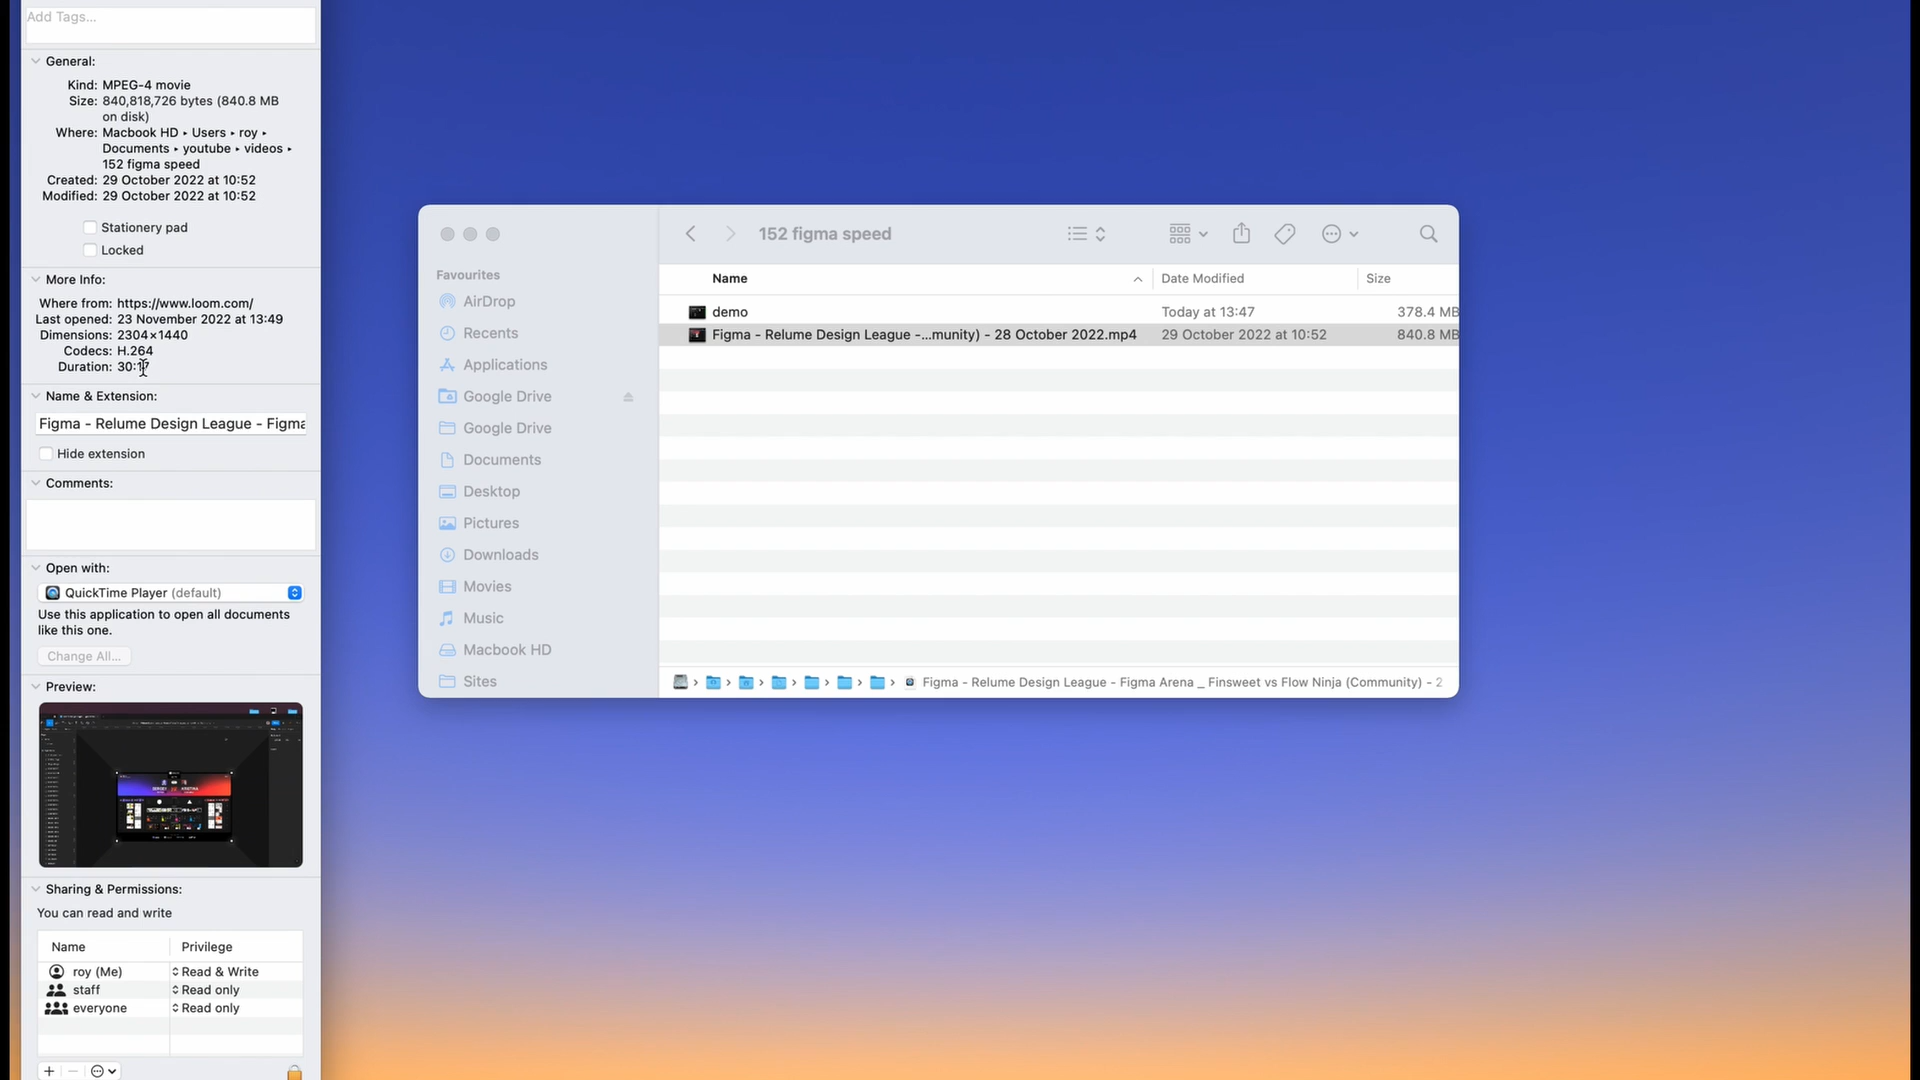 Add Tags...
General:
Kind: MPEG-4 movie
Size: 840,818,726 bytes (840.8 MB
on disk)
Where: Macbook HD ▸ Users ▸ roy ▸
Documents ▸ youtube ▸ videos ▸
152 figma speed
Created: 29 October 2022 at 10:52
Modified: 29 October 2022 at 10:52
Stationery pad
Locked
More Info:
Where from: https://www.loom.com/
Last opened: 23 November 2022 at 13:49
Dimensions: 2304×1440
Codecs: H.264
Duration: 30:17
Name & Extension:
Figma - Relume Design League - Figma
Hide extension
Comments:
Open with:
QuickTime Player (default)
Use this application to open all documents
like this one.
Change All...
Preview:
Sharing & Permissions:
You can read and write
Name Privilege
roy (Me) Read & Write
staff Read only
everyone Read only
152 figma speed
Favourites
AirDrop
Recents
Applications
Google Drive
Google Drive
Documents
Desktop
Pictures
Downloads
Movies
Music
Macbook HD
Sites
Name Date Modified Size
demo Today at 13:47 378.4 MB
Figma - Relume Design League -...munity) - 28 October 2022.mp4 29 October 2022 at 10:52 840.8 MB
Figma - Relume Design League - Figma Arena _ Finsweet vs Flow Ninja (Community) - 2